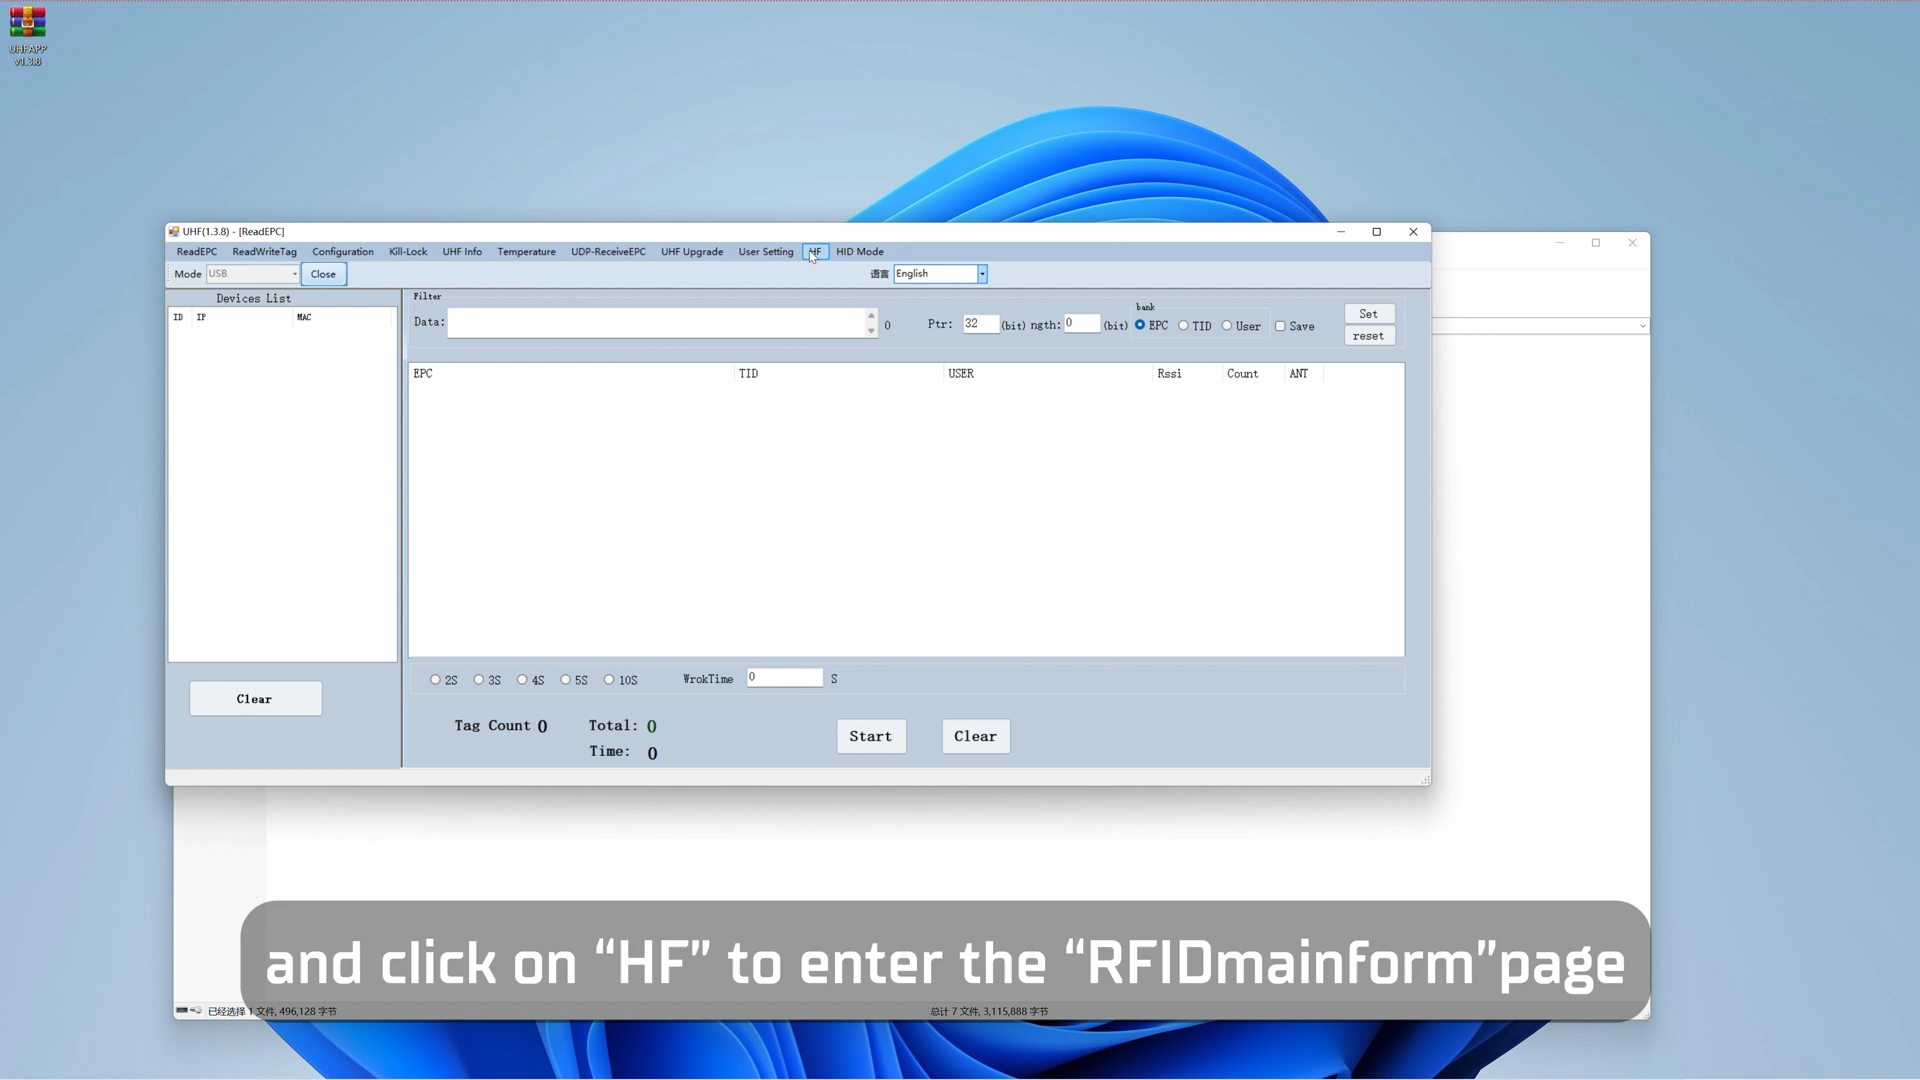 UHFAPP
v1.3.8
UHF(1.3.8) - [ReadEPC]
ReadEPC ReadWriteTag Configuration Kill-Lock UHF Info Temperature UDP-ReceiveEPC UHF Upgrade User Setting HF HID Mode
Mode USB Close 语言 English
Devices List
ID IP MAC
Clear
Filter
Data: 0 Ptr: 32 (bit) ngth: 0 (bit)
bank
EPC TID User Save
Set
reset
EPC TID USER Rssi Count ANT
2S 3S 4S 5S 10S WrokTime 0 S
Tag Count 0 Total: 0
Time: 0
Start Clear
and click on “HF” to enter the “RFIDmainform”page
已经选择 1 文件, 496,128 字节 总计 7 文件, 3,115,888 字节